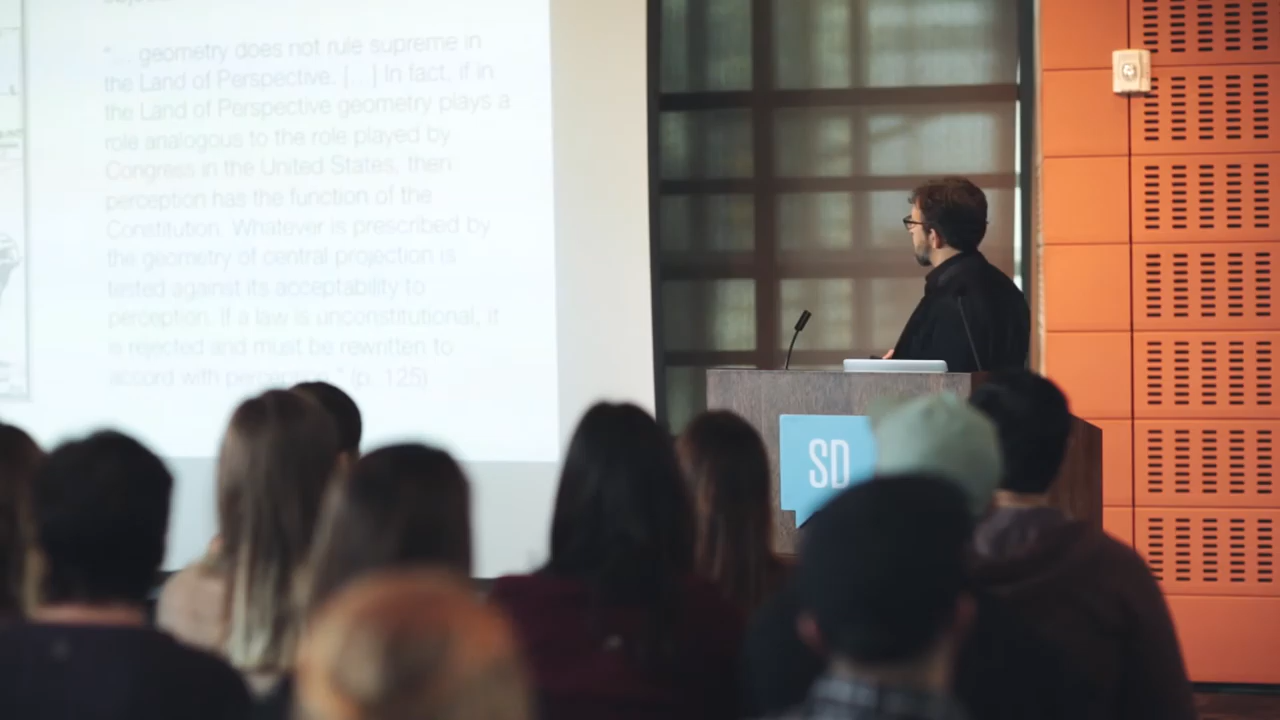 "... geometry does not rule supreme in
the Land of Perspective. [...] In fact, if in
the Land of Perspective geometry plays a
role analogous to the role played by
Congress in the United States, then
perception has the function of the
Constitution. Whatever is prescribed by
the geometry of central projection is
tested against its acceptability to
perception. If a law is unconstitutional, it
is rejected and must be rewritten to
accord with perception." (p. 125)
SD